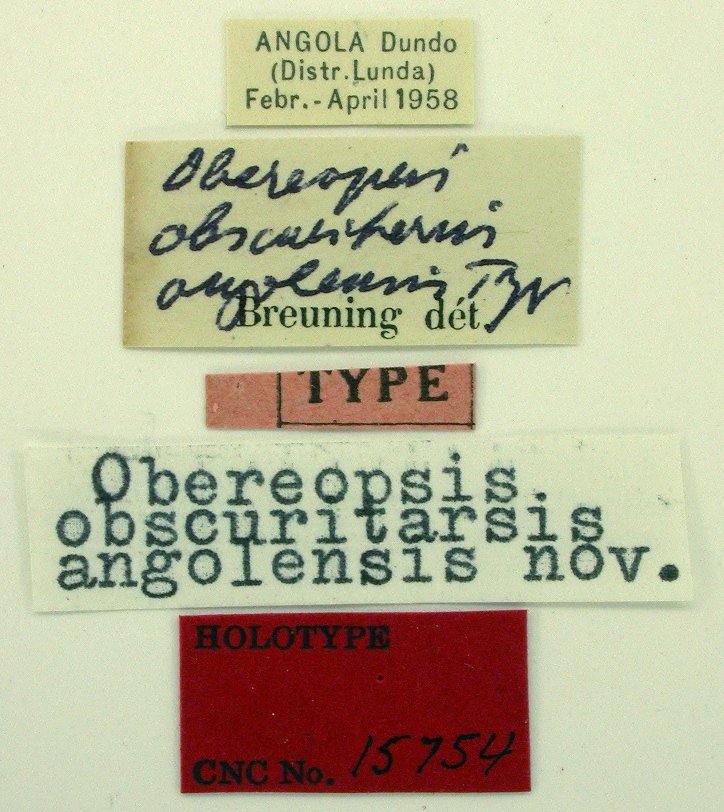 ANGOLA Dundo
(Distr.Lunda)
Febr.-April 1958
Obereopsis
obscuritarsis
angolensis Typ
Breuning dét.
TYPE
Obereopsis
obscuritarsis
angolensis nov.
HOLOTYPE
CNC No. 15754